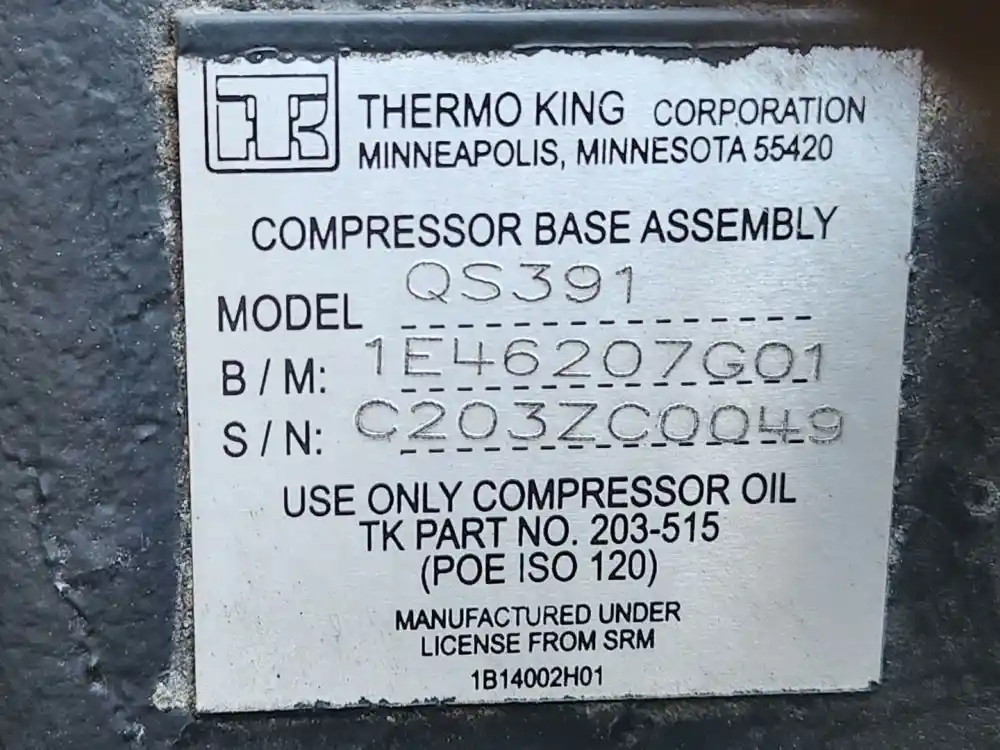 TK
THERMO KING CORPORATION
MINNEAPOLIS, MINNESOTA 55420
COMPRESSOR BASE ASSEMBLY
MODEL QS391
B / M: 1E46207G01
S / N: C203ZC0049
USE ONLY COMPRESSOR OIL
TK PART NO. 203-515
(POE ISO 120)
MANUFACTURED UNDER
LICENSE FROM SRM
1B14002H01